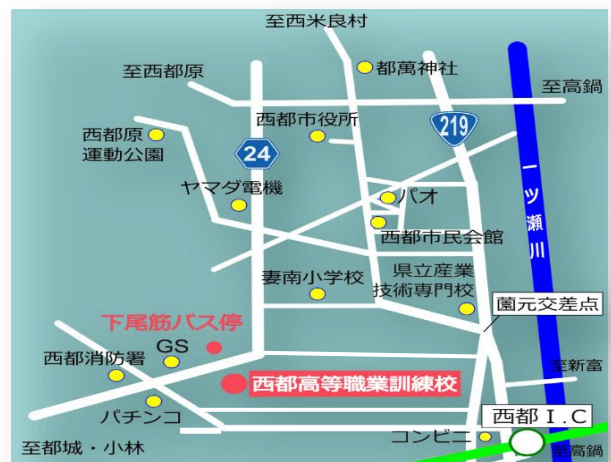 至西米良村
都萬神社
至西都原
至高鍋
西都市役所
219
西都原
運動公園
24
ヤマダ電機
パオ
一ツ瀬川
西都市民会館
妻南小学校
県立産業
技術専門校
薗元交差点
下尾筋バス停
GS
西都消防署
至新富
西都高等職業訓練校
パチンコ
西都I.C
コンビニ
至都城・小林
至高鍋